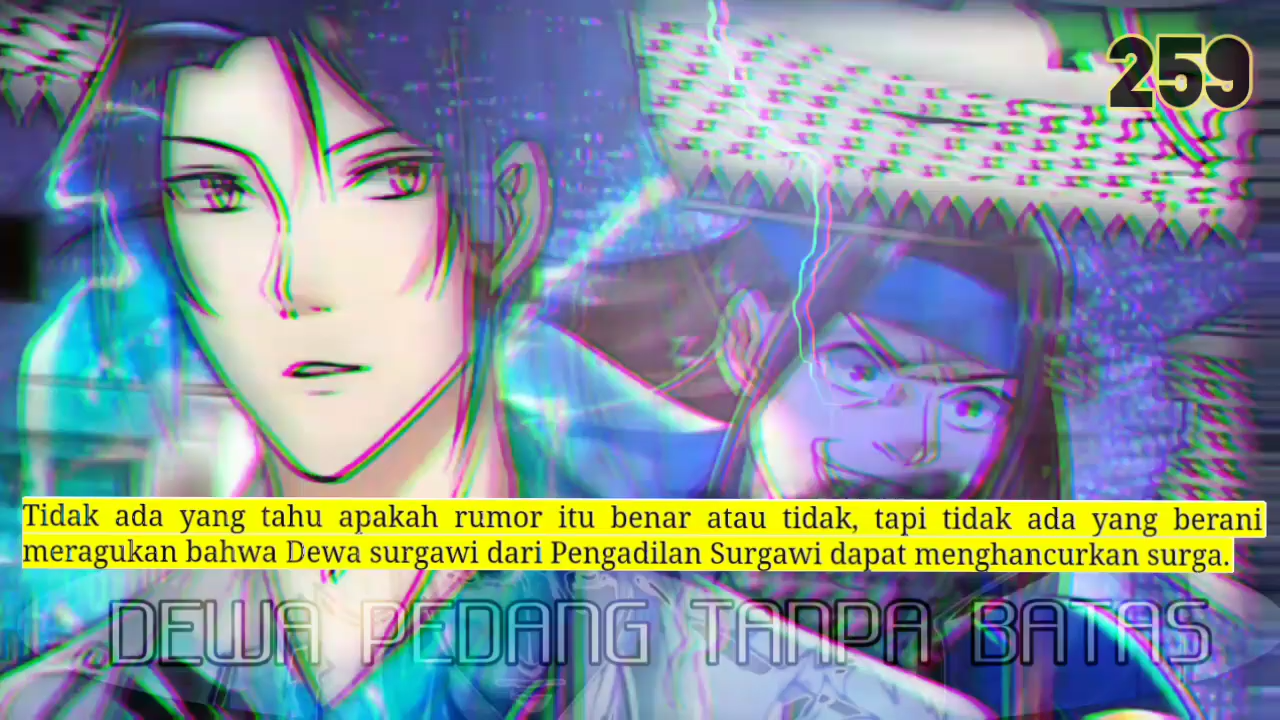 259
Tidak ada yang tahu apakah rumor itu benar atau tidak, tapi tidak ada yang berani
meragukan bahwa Dewa surgawi dari Pengadilan Surgawi dapat menghancurkan surga.
DEWA PEDANG TANPA BATAS